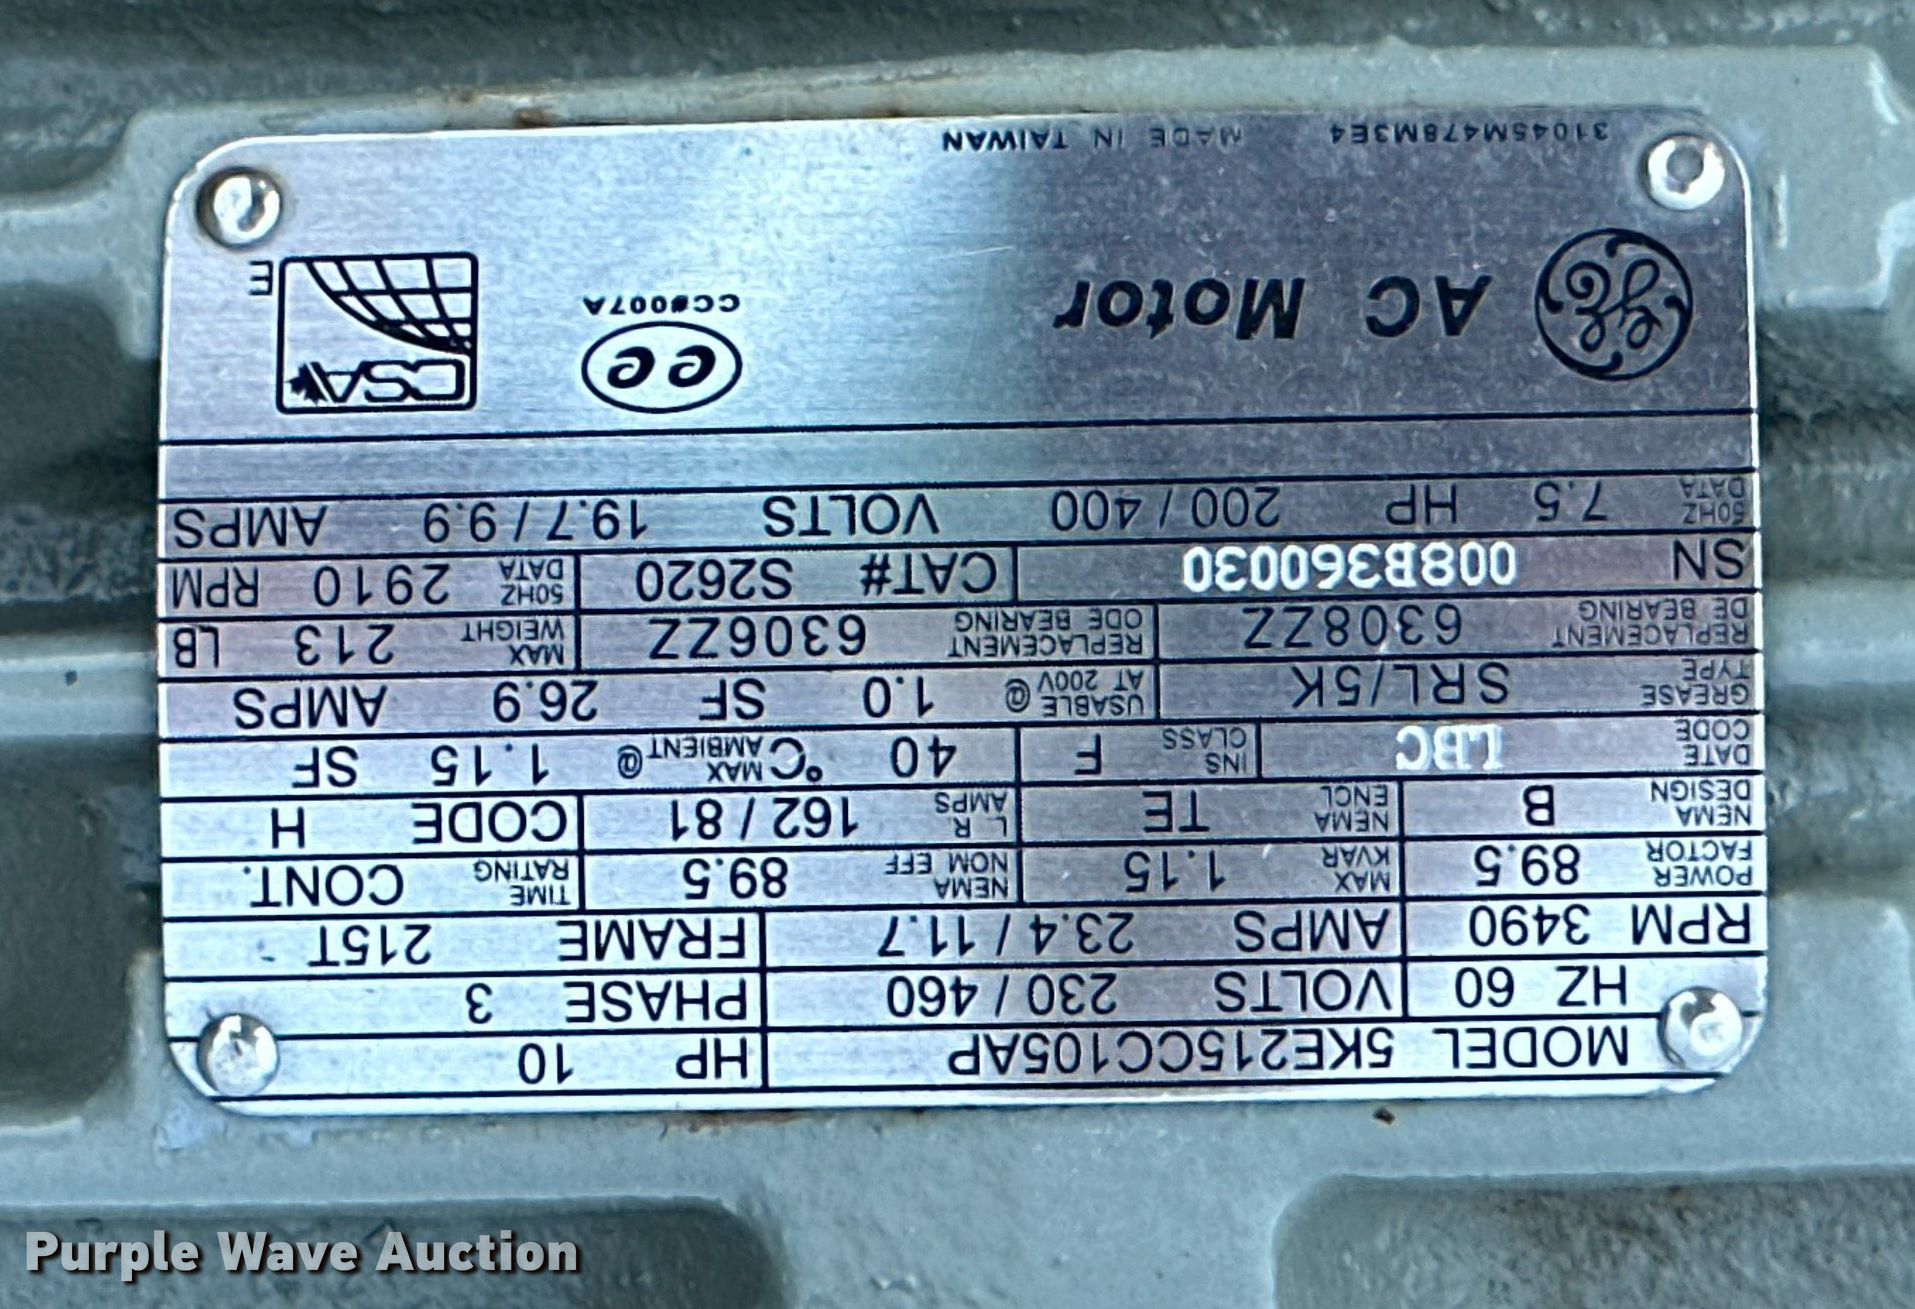 MODEL 5KE215CC105AP HP 10
HZ 60 VOLTS 230 / 460 PHASE 3
RPM 3490 AMPS 23.4 / 11.7 FRAME 215T
POWER FACTOR 89.5 MAX KVAR 1.15 NEMA NOM EFF 89.5 TIME RATING CONT.
NEMA DESIGN B NEMA ENCL TE L.R AMPS 162 / 81 CODE H
DATE CODE INS CLASS F 40 °C MAX AMBIENT @ 1.15 SF
GREASE TYPE SRL/5K USABLE AT 200V @ 1.0 SF 26.9 AMPS
REPLACEMENT DE BEARING 6308ZZ REPLACEMENT ODE BEARING 6306ZZ MAX WEIGHT 213 LB
SN 008B360030 CAT# S2620 50HZ DATA 2910 RPM
50HZ DATA 7.5 HP 200 / 400 VOLTS 19.7 / 9.9 AMPS
GE AC Motor ee CSA
CC#007A E
31045M478M3E4 MADE IN TAIWAN
Purple Wave Auction